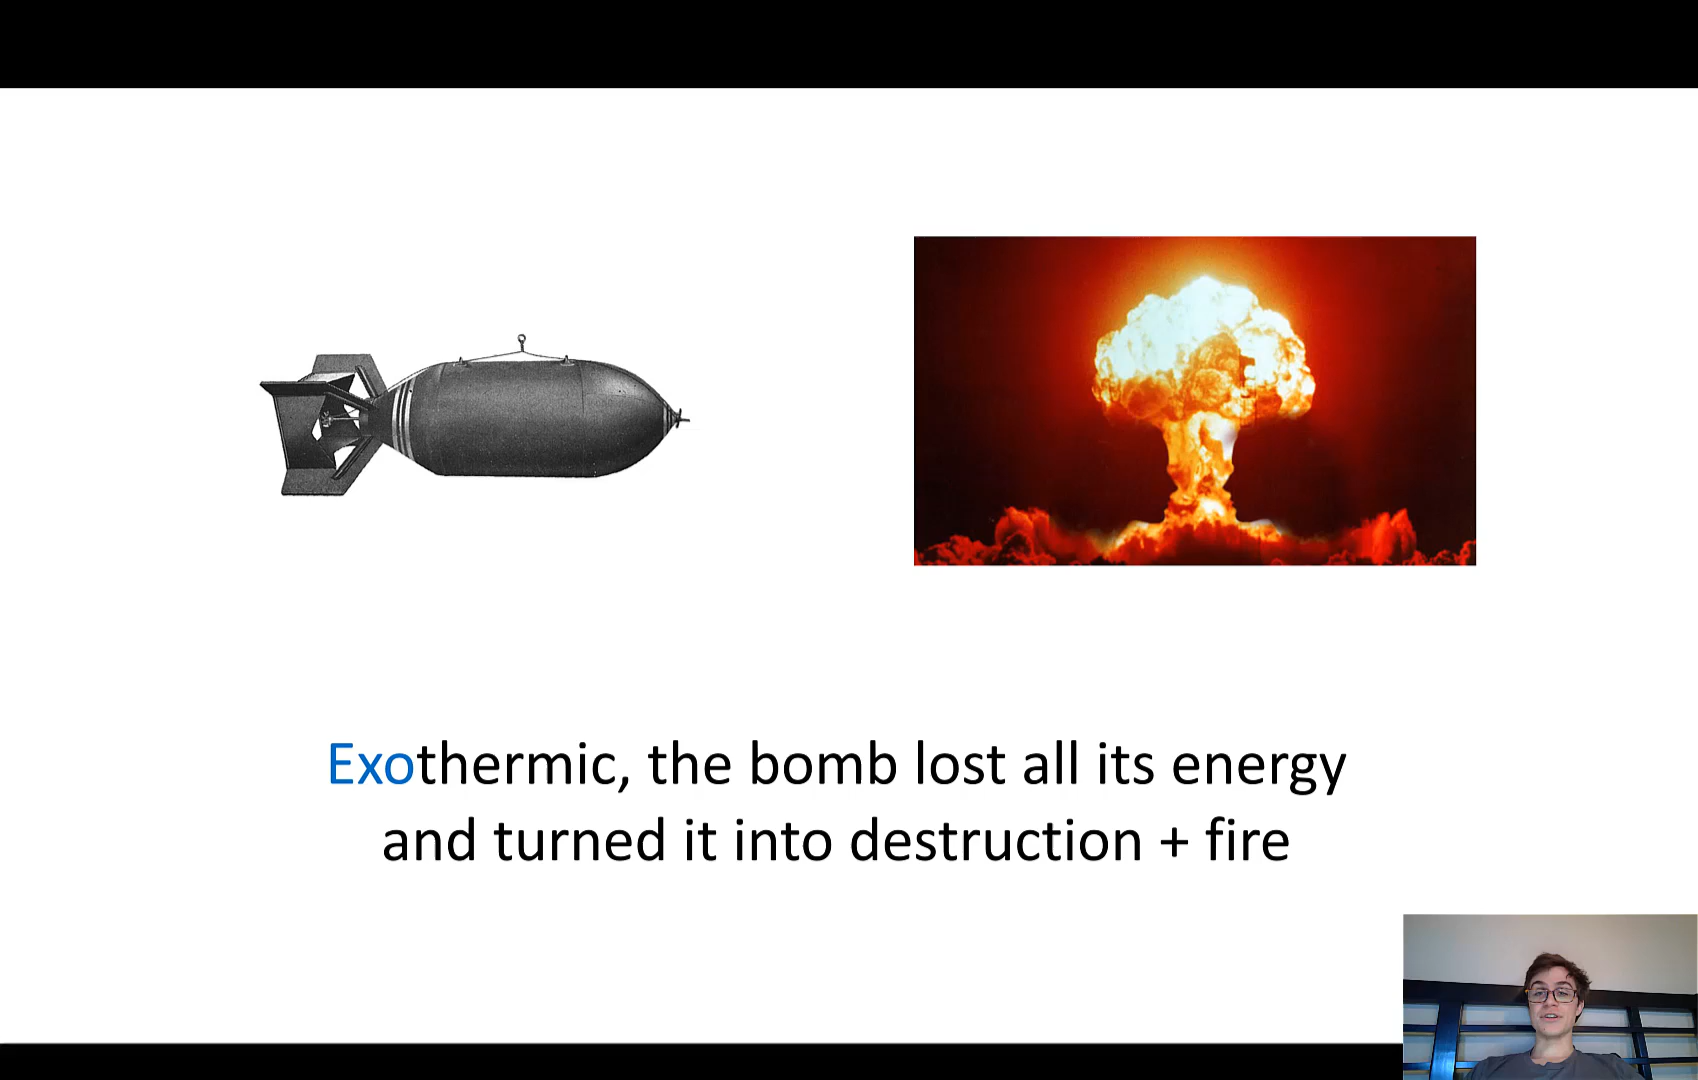 Exothermic, the bomb lost all its energy
and turned it into destruction + fire